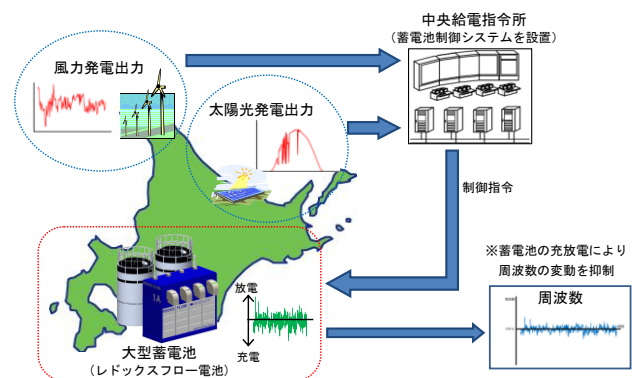 中央給電指令所
（蓄電池制御システムを設置）
風力発電出力
太陽光発電出力
制御指令
※蓄電池の充放電により
周波数の変動を抑制
放電
充電
大型蓄電池
（レドックスフロー電池）
周波数